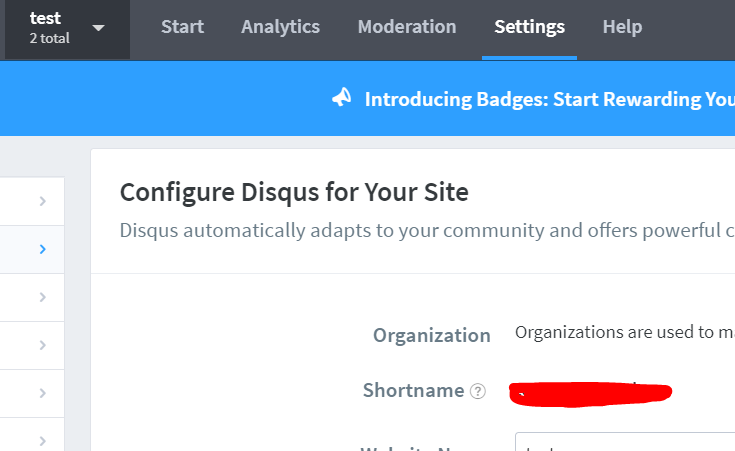 test
2 total
Start Analytics Moderation Settings Help
Introducing Badges: Start Rewarding You
Configure Disqus for Your Site
Disqus automatically adapts to your community and offers powerful c
Organization Organizations are used to ma
Shortname ?